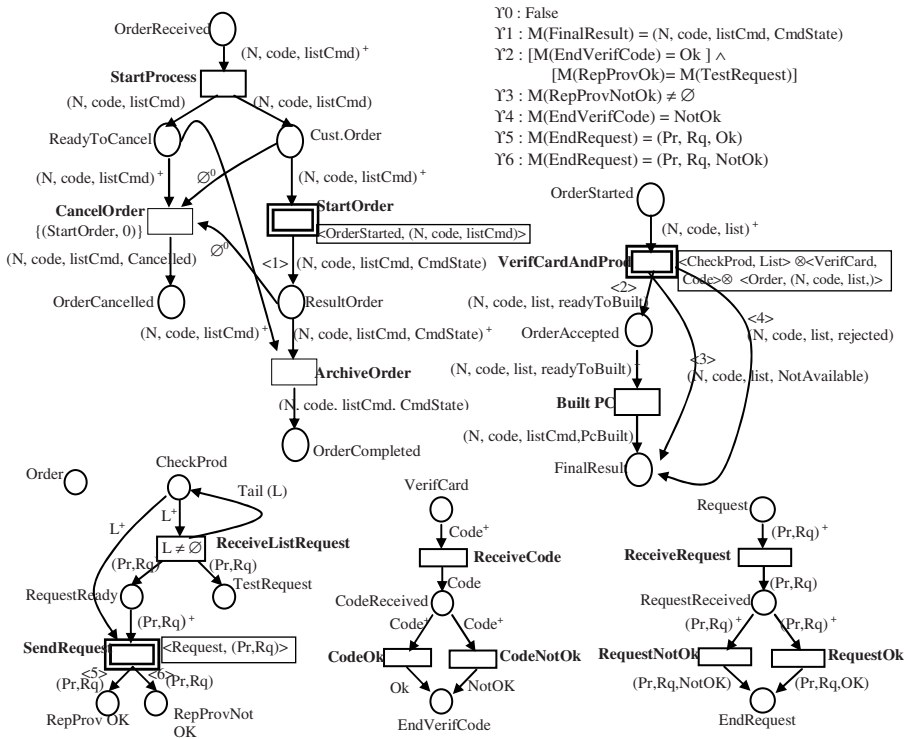 OrderReceived
(N, code, listCmd) +
StartProcess
(N, code, listCmd) (N, code, listCmd)
ReadyToCancel
Cust.Order
(N, code, listCmd) +
∅0
(N, code, listCmd) +
CancelOrder
{(StartOrder, 0)}
StartOrder
<OrderStarted, (N, code, listCmd)>
(N, code, listCmd, Cancelled)
∅0
<1>
(N, code, listCmd, CmdState)
OrderCancelled
ResultOrder
(N, code, listCmd) +
(N, code, listCmd, CmdState) +
ArchiveOrder
(N, code, listCmd, CmdState)
OrderCompleted
ϒ0 : False
ϒ1 : M(FinalResult) = (N, code, listCmd, CmdState)
ϒ2 : [M(EndVerifCode) = Ok ] ∧
[M(RepProvOk)= M(TestRequest)]
ϒ3 : M(RepProvNotOk) ≠ ∅
ϒ4 : M(EndVerifCode) = NotOk
ϒ5 : M(EndRequest) = (Pr, Rq, Ok)
ϒ6 : M(EndRequest) = (Pr, Rq, NotOk)
OrderStarted
(N, code, list) +
VerifCardAndProd
<CheckProd, List> ⊗<VerifCard,
Code>⊗ <Order, (N, code, list,)>
<2>
(N, code, list, readyToBuilt)
<4>
(N, code, list, rejected)
OrderAccepted
<3>
(N, code, list, NotAvailable)
(N, code, list, readyToBuilt) +
Built PC
(N, code, listCmd,PcBuilt)
FinalResult
Order
CheckProd
Tail (L)
L+
L+
L ≠ ∅
ReceiveListRequest
(Pr,Rq) (Pr,Rq)
RequestReady
TestRequest
(Pr,Rq) +
SendRequest
<Request, (Pr,Rq)>
<5> <6>
(Pr,Rq) (Pr,Rq)
RepProv OK
RepProvNot
OK
VerifCard
Code+
ReceiveCode
Code
CodeReceived
Code+ Code+
CodeOk
CodeNotOk
Ok NotOK
EndVerifCode
Request
(Pr,Rq) +
ReceiveRequest
(Pr,Rq)
RequestReceived
(Pr,Rq) + (Pr,Rq) +
RequestNotOk
RequestOk
(Pr,Rq,NotOK) (Pr,Rq,OK)
EndRequest